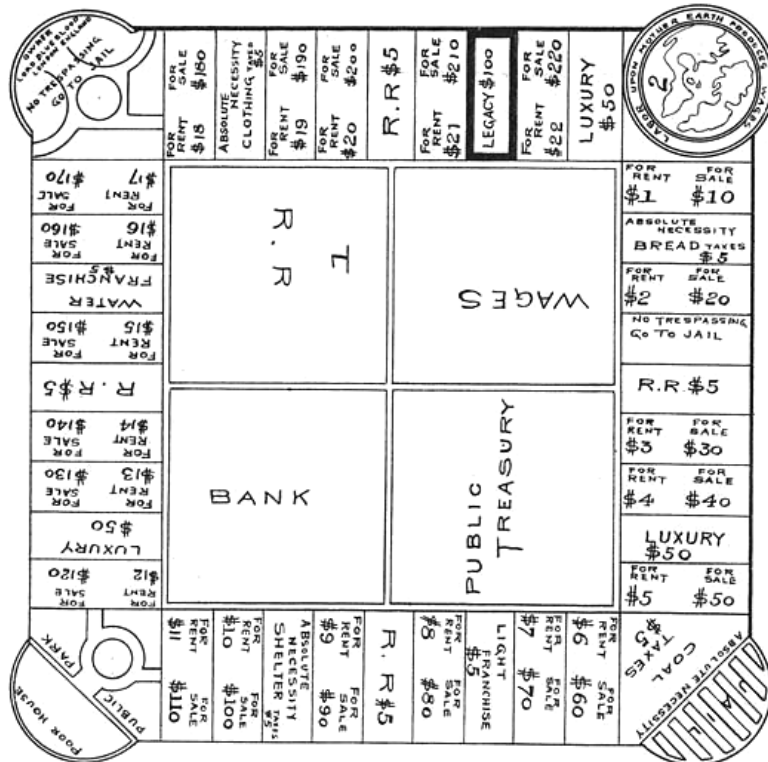 OWNER
LORD BLUEBLOOD
LONDON ENGLAND
NO TRESPASSING
GO TO JAIL
FOR SALE $180
FOR RENT $18
ABSOLUTE NECESSITY
CLOTHING TAXES $5
FOR SALE $190
FOR RENT $19
FOR SALE $200
FOR RENT $20
R.R $5
FOR SALE $210
FOR RENT $21
LEGACY $100
FOR SALE $220
FOR RENT $22
LUXURY
$50
LABOR UPON MOTHER EARTH PRODUCES WAGES
2
FOR RENT $1
FOR SALE $10
ABSOLUTE
NECESSITY
BREAD TAXES
$5
FOR RENT $2
FOR SALE $20
NO TRESPASSING
GO TO JAIL
R.R $5
FOR RENT $3
FOR SALE $30
FOR RENT $4
FOR SALE $40
LUXURY
$50
FOR RENT $5
FOR SALE $50
ABSOLUTE NECESSITY
COAL
TAXES
$5
FOR RENT $6
FOR SALE $60
FOR RENT $7
FOR SALE $70
LIGHT
FRANCHISE
$5
FOR RENT $8
FOR SALE $80
R.R $5
FOR RENT $9
FOR SALE $90
ABSOLUTE
NECESSITY
SHELTER TAXES $5
FOR RENT $10
FOR SALE $100
FOR RENT $11
FOR SALE $110
PUBLIC
PARK
POOR HOUSE
FOR RENT $12
FOR SALE $120
LUXURY
$50
FOR RENT $13
FOR SALE $130
FOR RENT $14
FOR SALE $140
R.R $5
FOR RENT $15
FOR SALE $150
WATER
FRANCHISE
$5
FOR RENT $16
FOR SALE $160
FOR RENT $17
FOR SALE $170
R.R
WAGES
BANK
PUBLIC
TREASURY